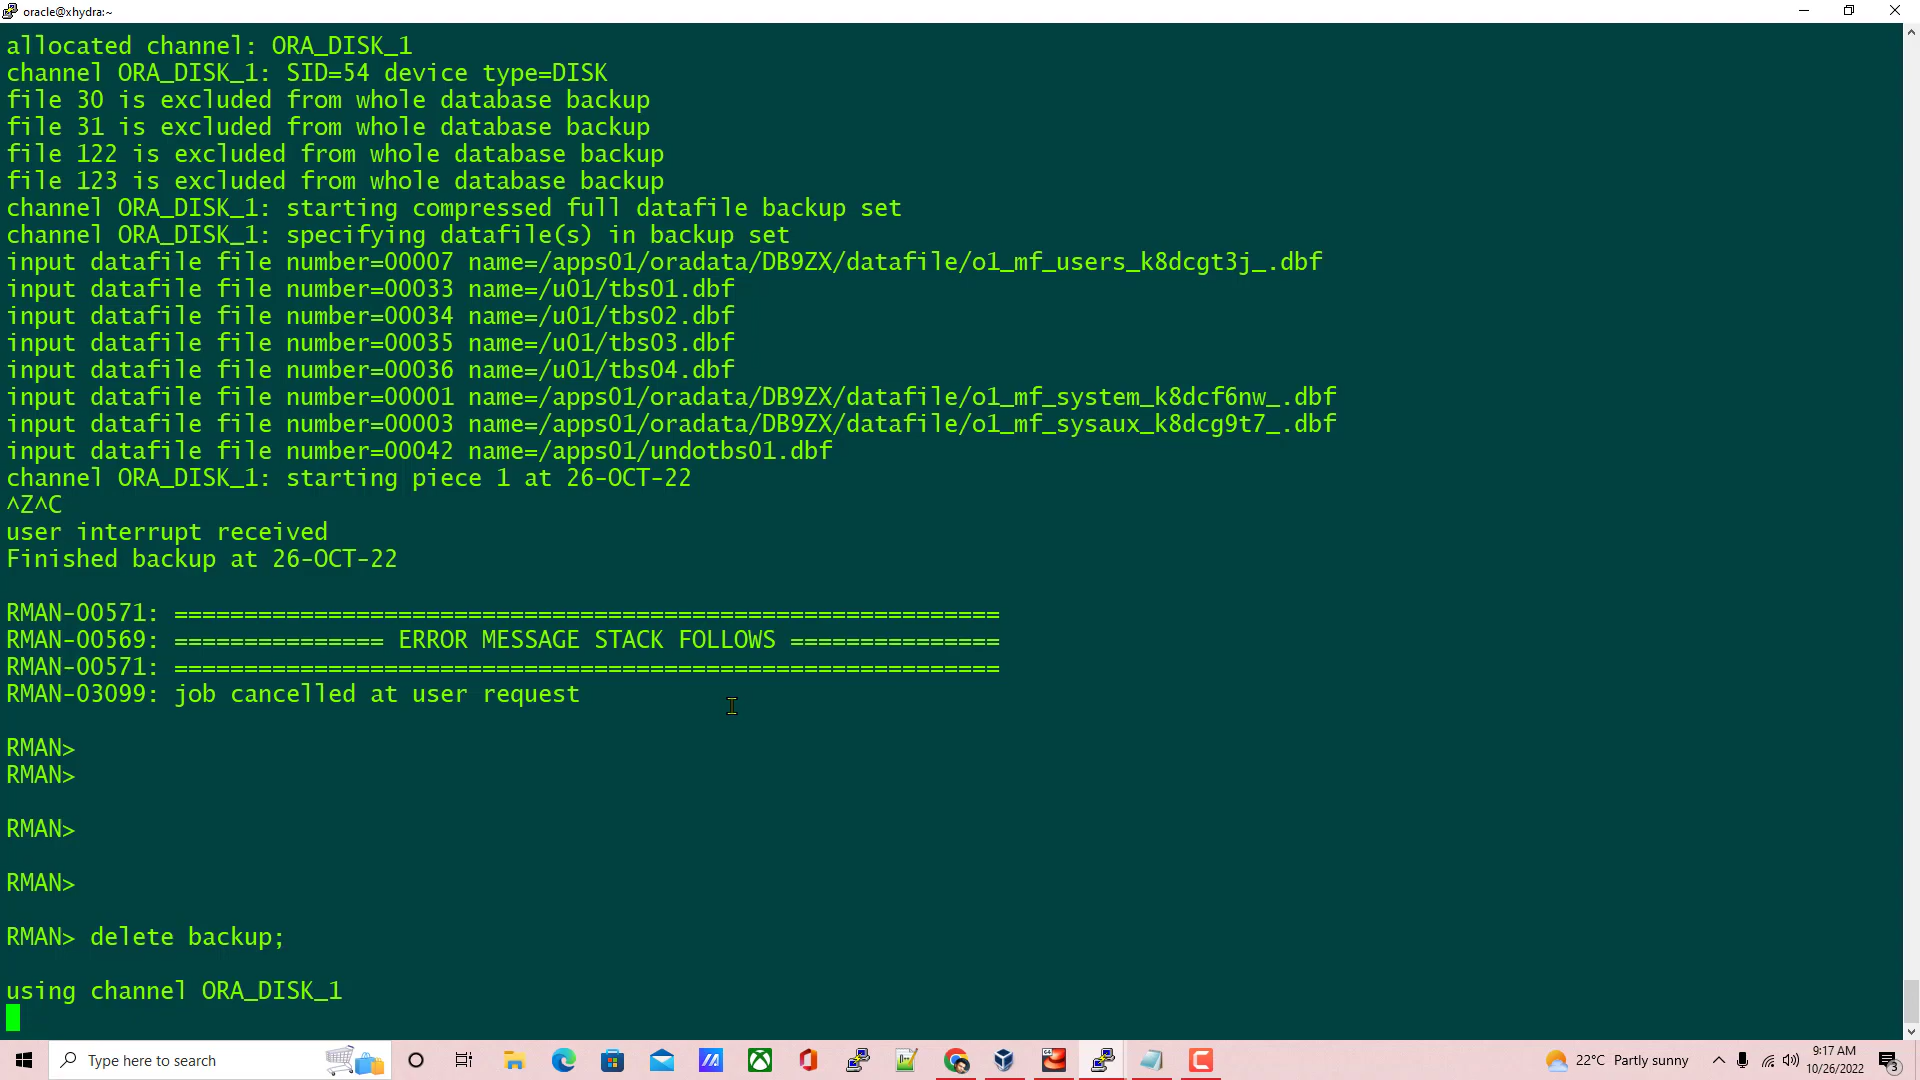 oracle@xhydra:~
allocated channel: ORA_DISK_1
channel ORA_DISK_1: SID=54 device type=DISK
file 30 is excluded from whole database backup
file 31 is excluded from whole database backup
file 122 is excluded from whole database backup
file 123 is excluded from whole database backup
channel ORA_DISK_1: starting compressed full datafile backup set
channel ORA_DISK_1: specifying datafile(s) in backup set
input datafile file number=00007 name=/apps01/oradata/DB9ZX/datafile/o1_mf_users_k8dcgt3j_.dbf
input datafile file number=00033 name=/u01/tbs01.dbf
input datafile file number=00034 name=/u01/tbs02.dbf
input datafile file number=00035 name=/u01/tbs03.dbf
input datafile file number=00036 name=/u01/tbs04.dbf
input datafile file number=00001 name=/apps01/oradata/DB9ZX/datafile/o1_mf_system_k8dcf6nw_.dbf
input datafile file number=00003 name=/apps01/oradata/DB9ZX/datafile/o1_mf_sysaux_k8dcg9t7_.dbf
input datafile file number=00042 name=/apps01/undotbs01.dbf
channel ORA_DISK_1: starting piece 1 at 26-OCT-22
^Z^C
user interrupt received
Finished backup at 26-OCT-22
RMAN-00571: ===========================================================
RMAN-00569: =============== ERROR MESSAGE STACK FOLLOWS ===============
RMAN-00571: ===========================================================
RMAN-03099: job cancelled at user request
RMAN>
RMAN>
RMAN>
RMAN>
RMAN> delete backup;
using channel ORA_DISK_1
Type here to search
22°C Partly sunny
9:17 AM
10/26/2022
3